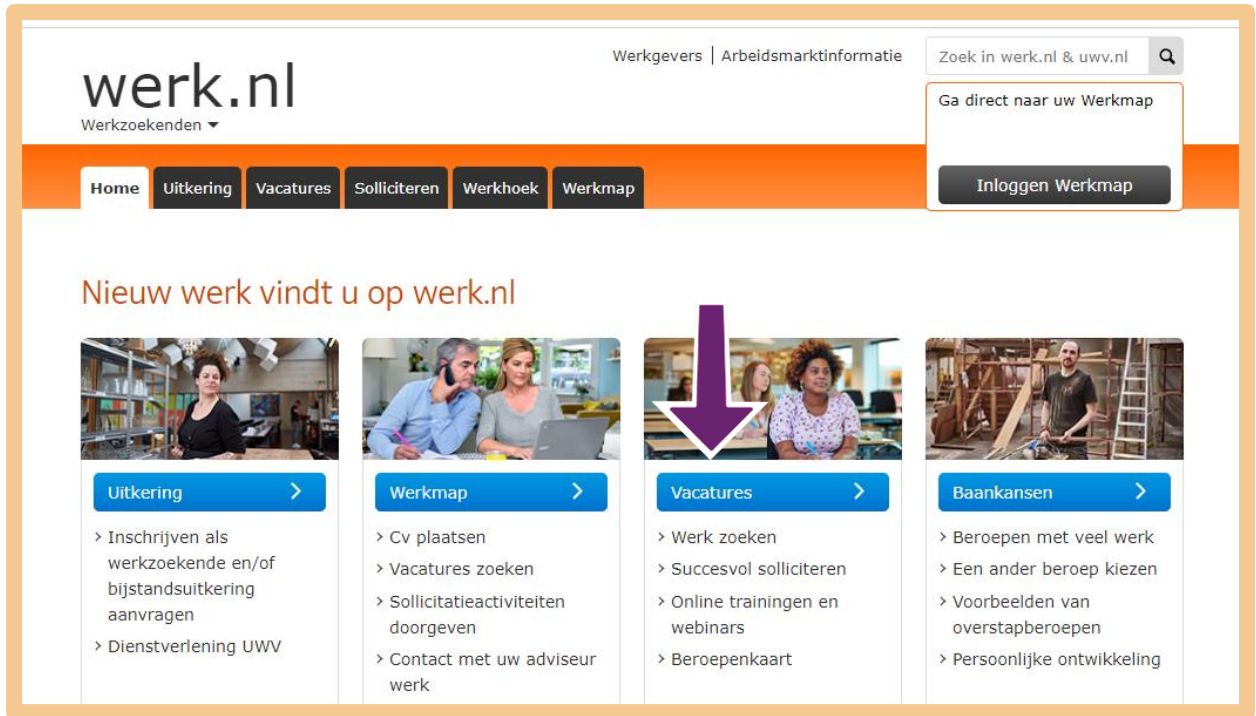 Werkgevers | Arbeidsmarktinformatie
Zoek in werk.nl & uwv.nl
werk.nl
Werkzoekenden
Ga direct naar uw Werkmap
Inloggen Werkmap
Home Uitkering Vacatures Solliciteren Werkhoek Werkmap
Nieuw werk vindt u op werk.nl
Uitkering
Inschrijven als
werkzoekende en/of
bijstandsuitkering
aanvragen
Dienstverlening UWV
Werkmap
Cv plaatsen
Vacatures zoeken
Sollicitatieactiviteiten
doorgeven
Contact met uw adviseur
werk
Vacatures
Werk zoeken
Succesvol solliciteren
Online trainingen en
webinars
Beroepenkaart
Baankansen
Beroepen met veel werk
Een ander beroep kiezen
Voorbeelden van
overstapberoepen
Persoonlijke ontwikkeling